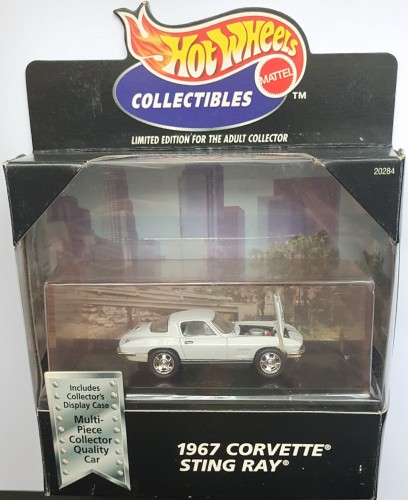 Hot Wheels
MATTEL
COLLECTIBLES ™
LIMITED EDITION FOR THE ADULT COLLECTOR
20284
Includes
Collector's
Display Case
Multi-
Piece
Collector
Quality
Car
1967 CORVETTE®
STING RAY®